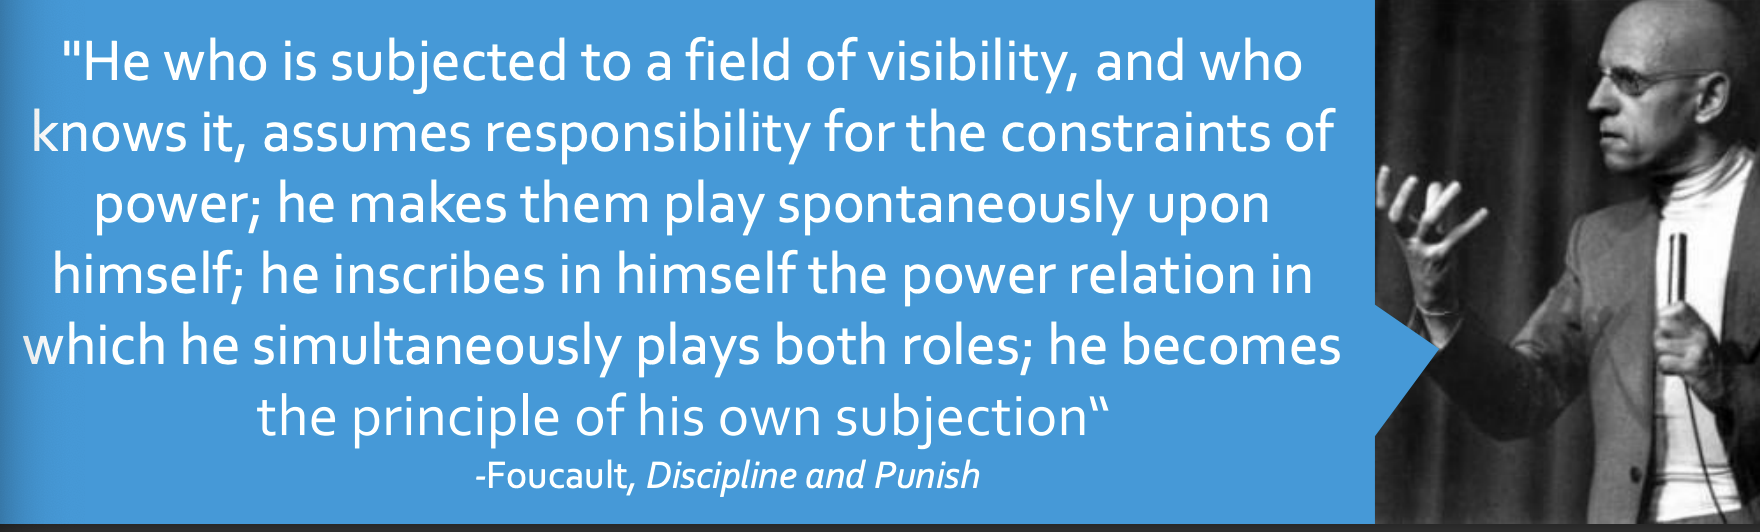 "He who is subjected to a field of visibility, and who
knows it, assumes responsibility for the constraints of
power; he makes them play spontaneously upon
himself; he inscribes in himself the power relation in
which he simultaneously plays both roles; he becomes
the principle of his own subjection“
-Foucault, Discipline and Punish